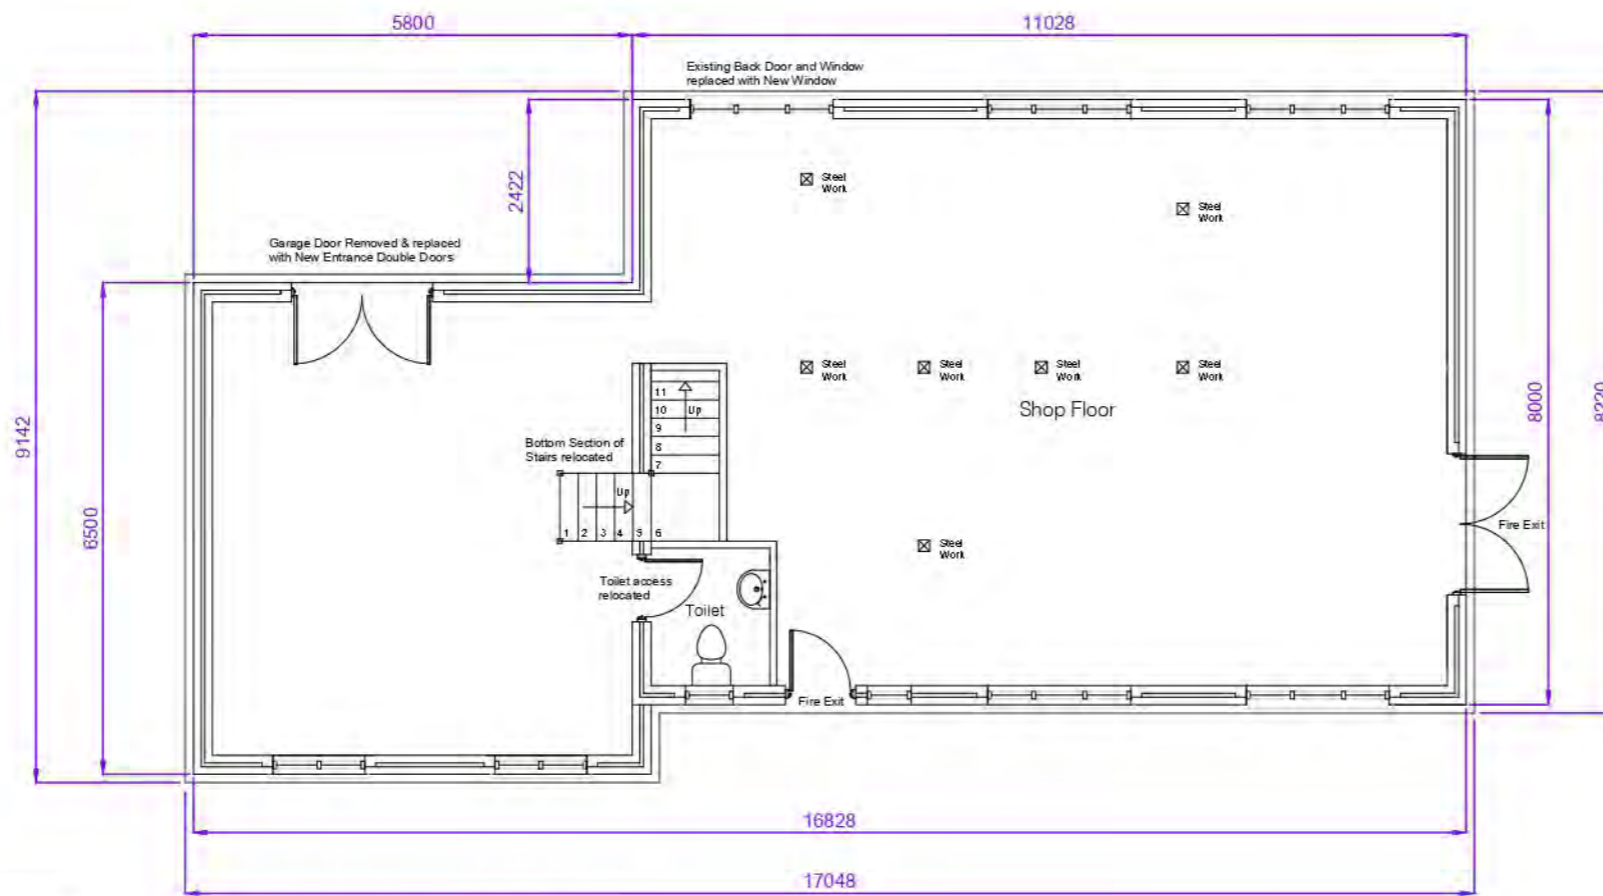 5800
11028
Existing Back Door and Window
replaced with New Window
2422
Steel
Work
Steel
Work
Garage Door Removed & replaced
with New Entrance Double Doors
9142
6500
Steel
Work
Steel
Work
Steel
Work
Steel
Work
Shop Floor
8000
8220
11
10
Up
9
8
7
Bottom Section of
Stairs relocated
Up
1 2 3 4 5 6
Fire Exit
Steel
Work
Toilet access
relocated
Toilet
Fire Exit
16828
17048